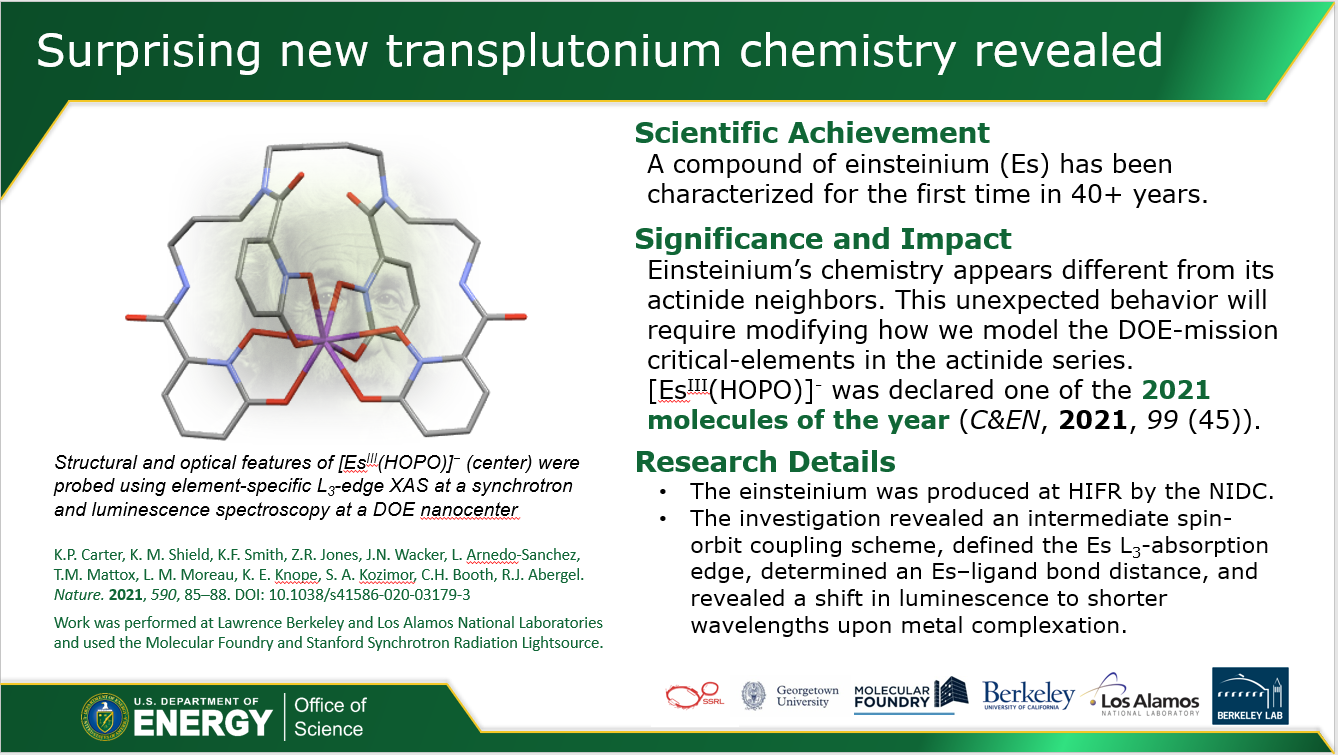 Surprising new transplutonium chemistry revealed
Structural and optical features of [Esᴵᴵᴵ(HOPO)]⁻ (center) were
probed using element-specific L₃-edge XAS at a synchrotron
and luminescence spectroscopy at a DOE nanocenter
K.P. Carter, K. M. Shield, K.F. Smith, Z.R. Jones, J.N. Wacker, L. Arnedo-Sanchez,
T.M. Mattox, L. M. Moreau, K. E. Knope, S. A. Kozimor, C.H. Booth, R.J. Abergel.
Nature. 2021, 590, 85–88. DOI: 10.1038/s41586-020-03179-3
Work was performed at Lawrence Berkeley and Los Alamos National Laboratories
and used the Molecular Foundry and Stanford Synchrotron Radiation Lightsource.
Scientific Achievement
A compound of einsteinium (Es) has been
characterized for the first time in 40+ years.
Significance and Impact
Einsteinium’s chemistry appears different from its
actinide neighbors. This unexpected behavior will
require modifying how we model the DOE-mission
critical-elements in the actinide series.
[Esᴵᴵᴵ(HOPO)]⁻ was declared one of the 2021
molecules of the year (C&EN, 2021, 99 (45)).
Research Details
• The einsteinium was produced at HIFR by the NIDC.
• The investigation revealed an intermediate spin-
orbit coupling scheme, defined the Es L₃-absorption
edge, determined an Es–ligand bond distance, and
revealed a shift in luminescence to shorter
wavelengths upon metal complexation.
U.S. DEPARTMENT OF
ENERGY
Office of
Science
SSRL
Georgetown
University
MOLECULAR
FOUNDRY
Berkeley
UNIVERSITY OF CALIFORNIA
Los Alamos
NATIONAL LABORATORY
BERKELEY LAB